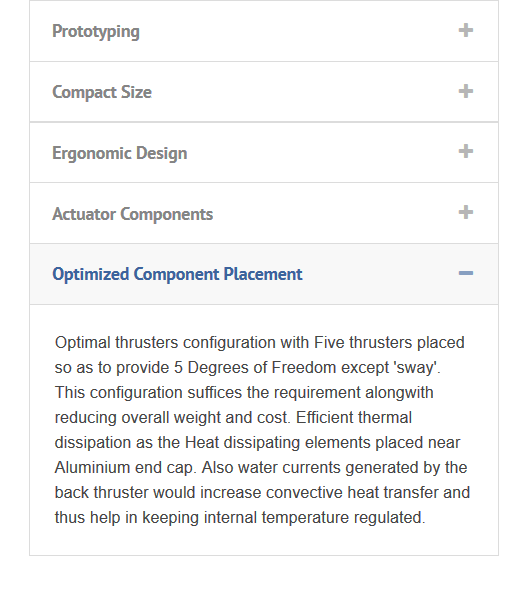 Prototyping
Compact Size
Ergonomic Design
Actuator Components
Optimized Component Placement
Optimal thrusters configuration with Five thrusters placed
so as to provide 5 Degrees of Freedom except 'sway'.
This configuration suffices the requirement alongwith
reducing overall weight and cost. Efficient thermal
dissipation as the Heat dissipating elements placed near
Aluminium end cap. Also water currents generated by the
back thruster would increase convective heat transfer and
thus help in keeping internal temperature regulated.